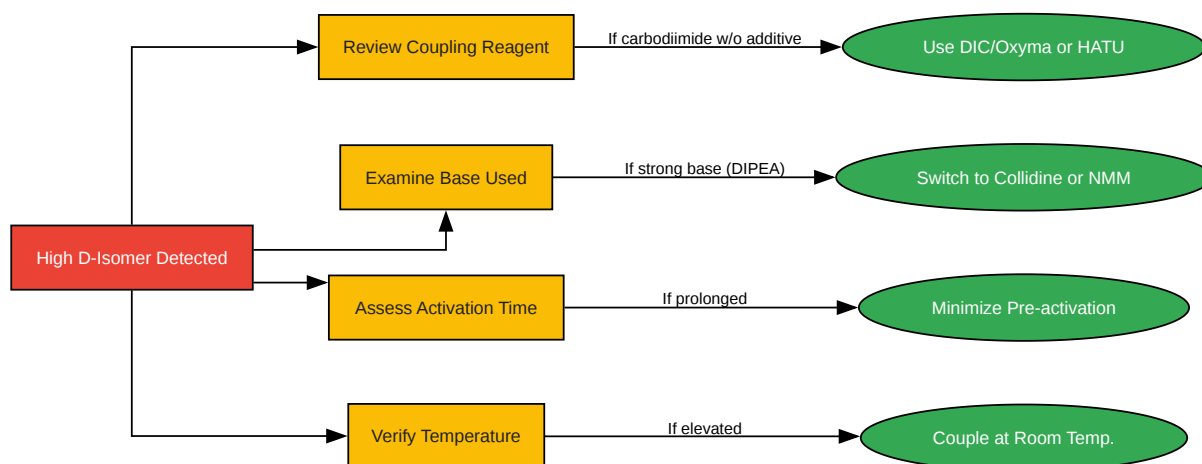 Review Coupling Reagent
If carbodiimide w/o additive
Use DIC/Oxyma or HATU
Examine Base Used
If strong base (DIPEA)
Switch to Collidine or NMM
High D-Isomer Detected
Assess Activation Time
If prolonged
Minimize Pre-activation
Verify Temperature
If elevated
Couple at Room Temp.